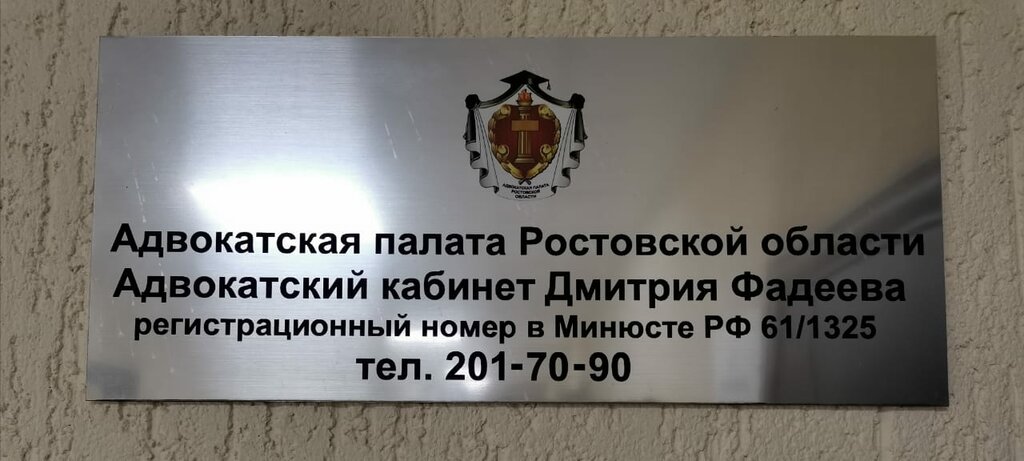 АДВОКАТСКАЯ ПАЛАТА
РОСТОВСКОЙ
ОБЛАСТИ
Адвокатская палата Ростовской области
Адвокатский кабинет Дмитрия Фадеева
регистрационный номер в Минюсте РФ 61/1325
тел. 201-70-90